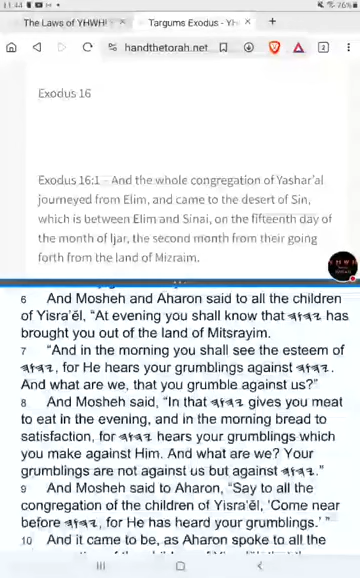 11:44
76%
The Laws of YHWH!
Targums Exodus - YH
handthetorah.net
2
Exodus 16
Exodus 16:1 – And the whole congregation of Yashar'al
journeyed from Elim, and came to the desert of Sin,
which is between Elim and Sinai, on the fifteenth day of
the month of Ijar, the second month from their going
forth from the land of Mizraim.
YHWH
6 And Mosheh and Aharon said to all the children
of Yisra'ĕl, “At evening you shall know that 𐤉𐤄𐤅𐤄 has
brought you out of the land of Mitsrayim.
7 “And in the morning you shall see the esteem of
𐤉𐤄𐤅𐤄, for He hears your grumblings against 𐤉𐤄𐤅𐤄.
And what are we, that you grumble against us?”
8 And Mosheh said, “In that 𐤉𐤄𐤅𐤄 gives you meat
to eat in the evening, and in the morning bread to
satisfaction, for 𐤉𐤄𐤅𐤄 hears your grumblings which
you make against Him. And what are we? Your
grumblings are not against us but against 𐤉𐤄𐤅𐤄.”
9 And Mosheh said to Aharon, “Say to all the
congregation of the children of Yisra'ĕl, ‘Come near
before 𐤉𐤄𐤅𐤄, for He has heard your grumblings.’ ”
10 And it came to be, as Aharon spoke to all the